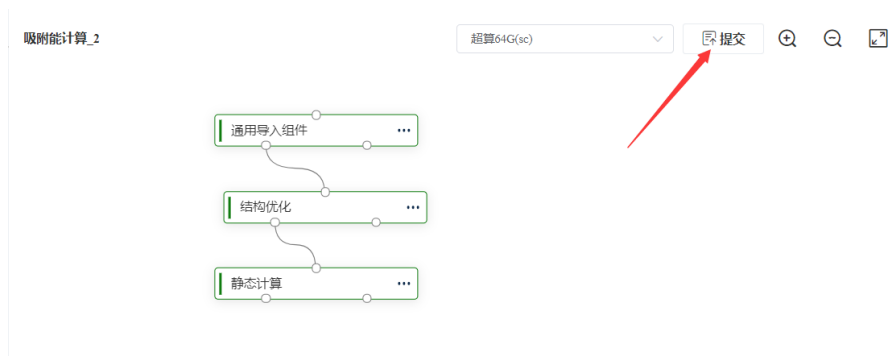 吸附能计算_2
超算64G(sc)
提交
通用导入组件
结构优化
静态计算